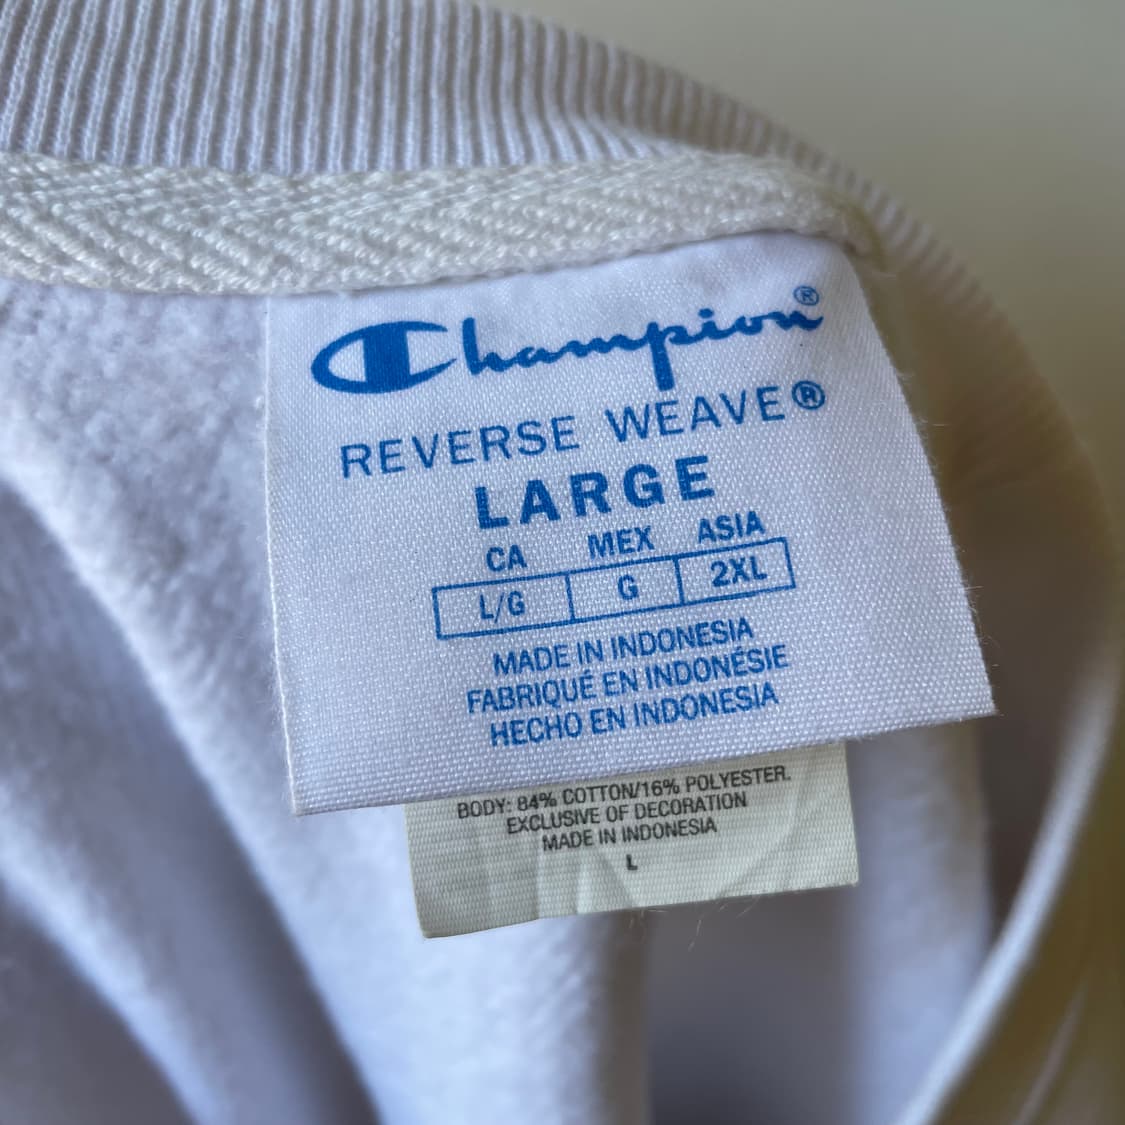 Champion®
REVERSE WEAVE®
LARGE
CA MEX ASIA
L/G G 2XL
MADE IN INDONESIA
FABRIQUÉ EN INDONÉSIE
HECHO EN INDONESIA
BODY: 84% COTTON/16% POLYESTER.
EXCLUSIVE OF DECORATION
MADE IN INDONESIA
L